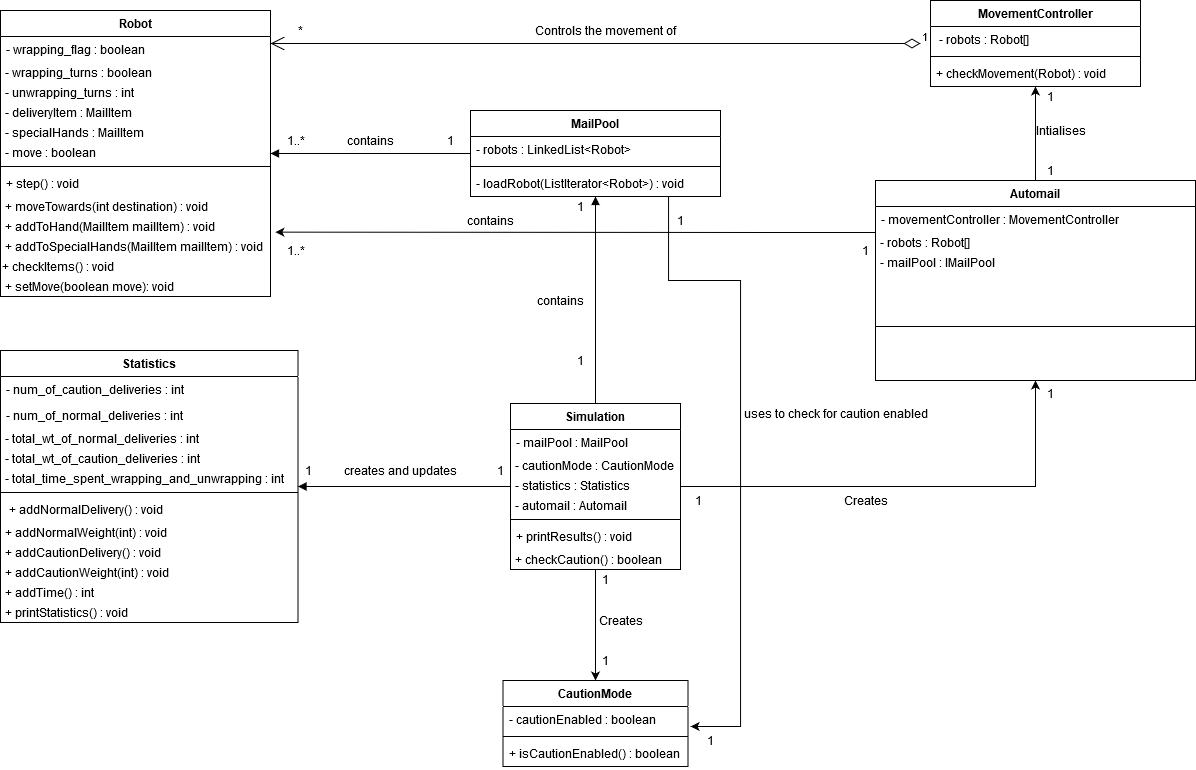 Robot
- wrapping_flag : boolean
- wrapping_turns : boolean
- unwrapping_turns : int
- deliveryItem : MailItem
- specialHands : MailItem
- move : boolean
+ step() : void
+ moveTowards(int destination) : void
+ addToHand(MailItem mailItem) : void
+ addToSpecialHands(MailItem mailItem) : void
+ checkItems() : void
+ setMove(boolean move): void
*
Controls the movement of
1
MovementController
- robots : Robot[]
+ checkMovement(Robot) : void
1
Intialises
1
MailPool
- robots : LinkedList<Robot>
- loadRobot(ListIterator<Robot>) : void
1..*
contains
1
1..*
contains
1
Automail
- movementController : MovementController
- robots : Robot[]
- mailPool : IMailPool
1
contains
1
1
uses to check for caution enabled
1
Statistics
- num_of_caution_deliveries : int
- num_of_normal_deliveries : int
- total_wt_of_normal_deliveries : int
- total_wt_of_caution_deliveries : int
- total_time_spent_wrapping_and_unwrapping : int
+ addNormalDelivery() : void
+ addNormalWeight(int) : void
+ addCautionDelivery() : void
+ addCautionWeight(int) : void
+ addTime() : int
+ printStatistics() : void
1
creates and updates
1
Simulation
- mailPool : MailPool
- cautionMode : CautionMode
- statistics : Statistics
- automail : Automail
+ printResults() : void
+ checkCaution() : boolean
1
Creates
1
1
Creates
1
CautionMode
- cautionEnabled : boolean
+ isCautionEnabled() : boolean